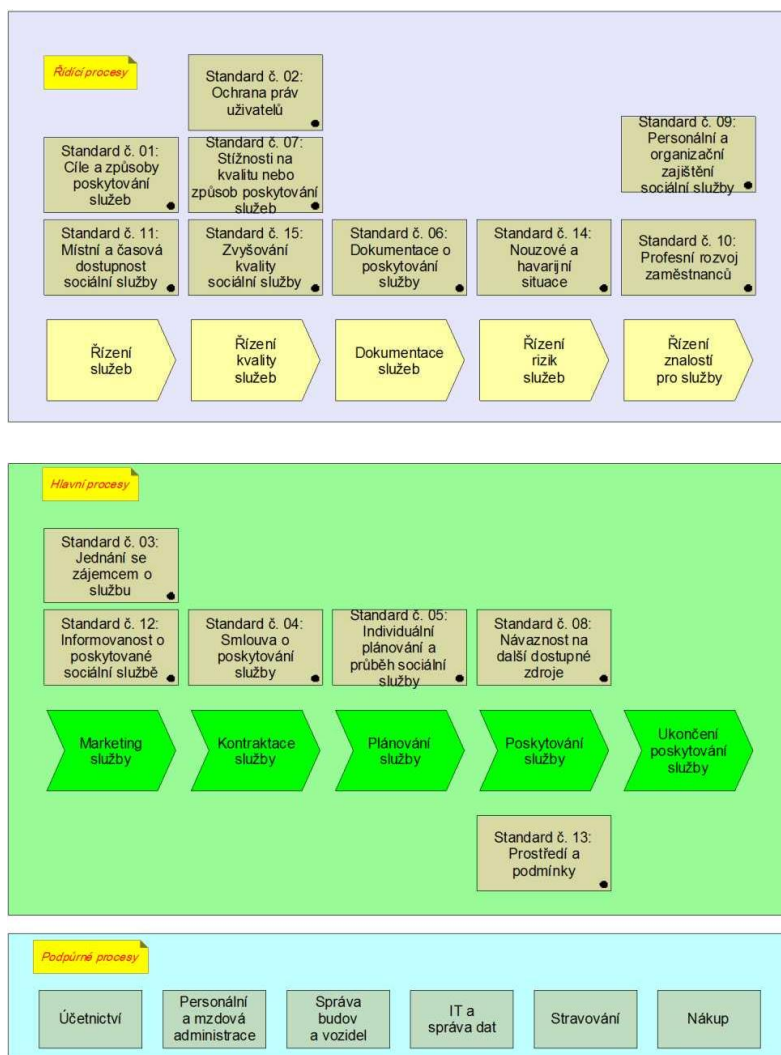 Řídící procesy
Standard č. 02:
Ochrana práv
uživatelů
Standard č. 01:
Cíle a způsoby
poskytování
služeb
Standard č. 07:
Stížnosti na
kvalitu nebo
způsob poskytování
služeb
Standard č. 09:
Personální a
organizační
zajištění
sociální služby
Standard č. 11:
Místní a časová
dostupnost
sociální služby
Standard č. 15:
Zvyšování
kvality
sociální služby
Standard č. 06:
Dokumentace o
poskytování
služby
Standard č. 14:
Nouzové a
havarijní
situace
Standard č. 10:
Profesní rozvoj
zaměstnanců
Řízení
služeb
Řízení
kvality
služeb
Dokumentace
služeb
Řízení
rizik
služeb
Řízení
znalostí
pro služby
Hlavní procesy
Standard č. 03:
Jednání se
zájemcem o
službu
Standard č. 12:
Informovanost o
poskytované
sociální službě
Standard č. 04:
Smlouva o
poskytování
služby
Standard č. 05:
Individuální
plánování a
průběh sociální
služby
Standard č. 08:
Návaznost na
další dostupné
zdroje
Marketing
služby
Kontraktace
služby
Plánování
služby
Poskytování
služby
Ukončení
poskytování
služby
Standard č. 13:
Prostředí a
podmínky
Podpůrné procesy
Účetnictví
Personální
a mzdová
administrace
Správa
budov
a vozidel
IT a
správa dat
Stravování
Nákup